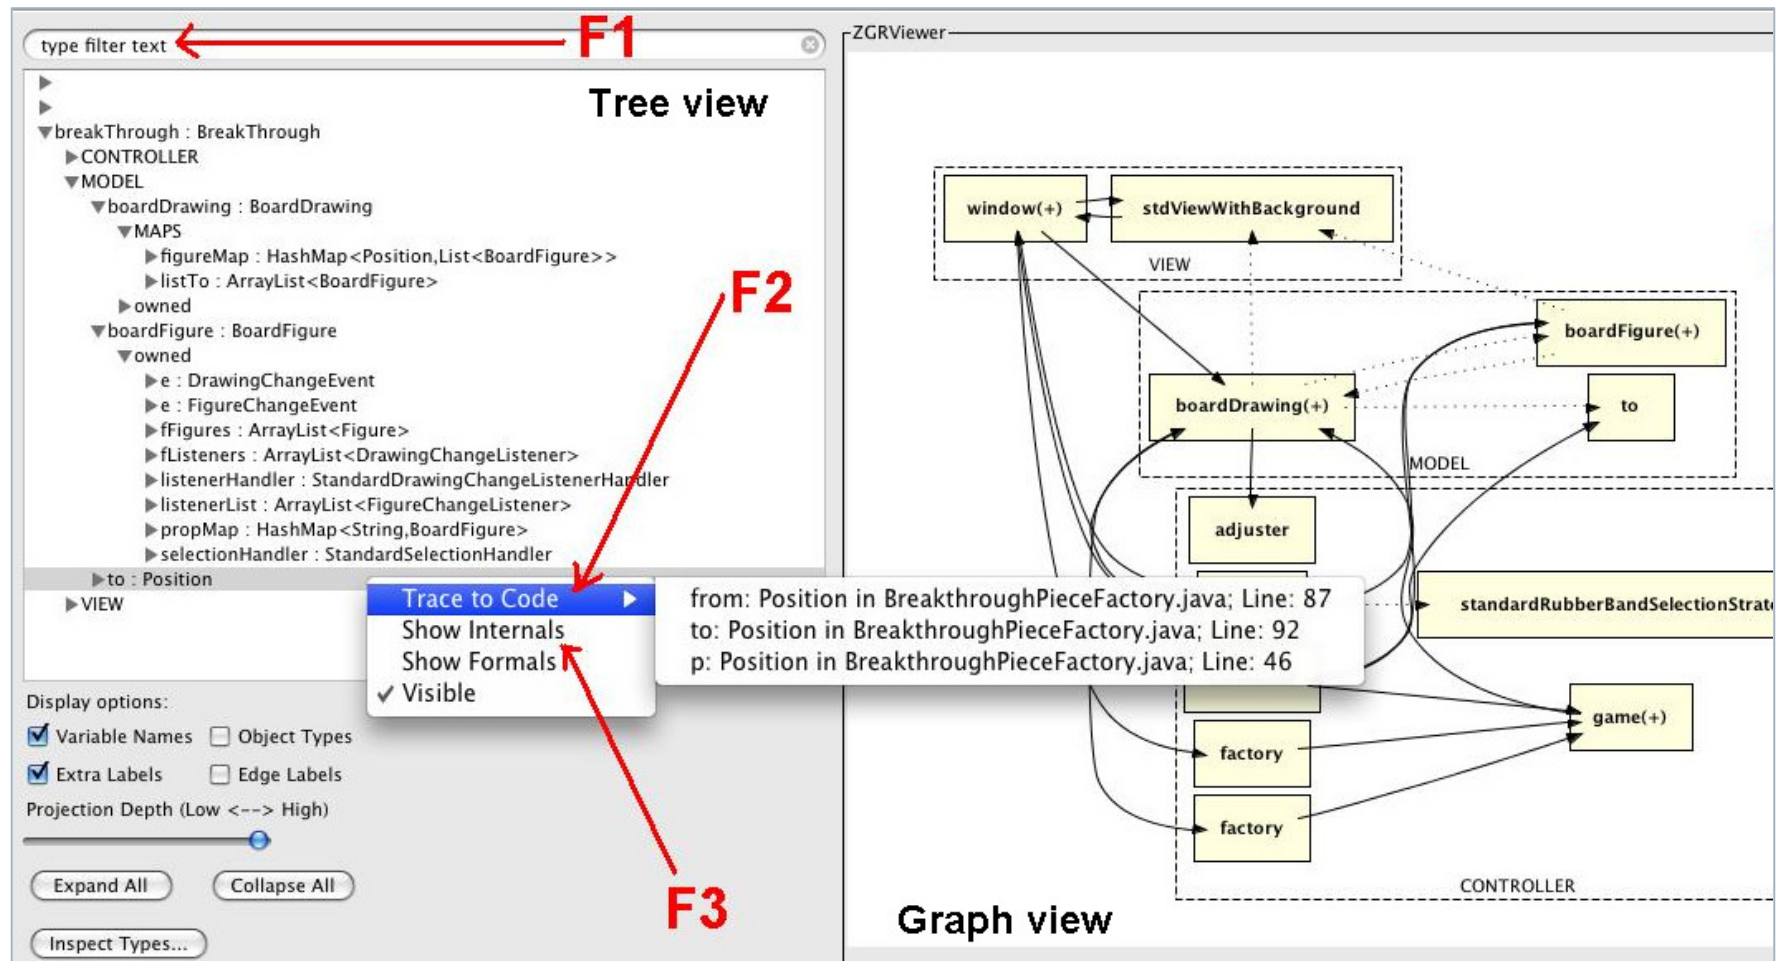 type filter text
F1
Tree view
breakThrough : BreakThrough
CONTROLLER
MODEL
boardDrawing : BoardDrawing
MAPS
figureMap : HashMap<Position,List<BoardFigure>>
listTo : ArrayList<BoardFigure>
owned
boardFigure : BoardFigure
owned
e : DrawingChangeEvent
e : FigureChangeEvent
fFigures : ArrayList<Figure>
fListeners : ArrayList<DrawingChangeListener>
listenerHandler : StandardDrawingChangeListenerHandler
listenerList : ArrayList<FigureChangeListener>
propMap : HashMap<String,BoardFigure>
selectionHandler : StandardSelectionHandler
to : Position
VIEW
F2
Trace to Code
Show Internals
Show Formals
✓ Visible
from: Position in BreakthroughPieceFactory.java; Line: 87
to: Position in BreakthroughPieceFactory.java; Line: 92
p: Position in BreakthroughPieceFactory.java; Line: 46
F3
Display options:
Variable Names
Object Types
Extra Labels
Edge Labels
Projection Depth (Low <--> High)
Expand All
Collapse All
Inspect Types...
ZGRViewer
window(+)
stdViewWithBackground
VIEW
boardFigure(+)
boardDrawing(+)
to
MODEL
adjuster
game(+)
factory
factory
CONTROLLER
Graph view